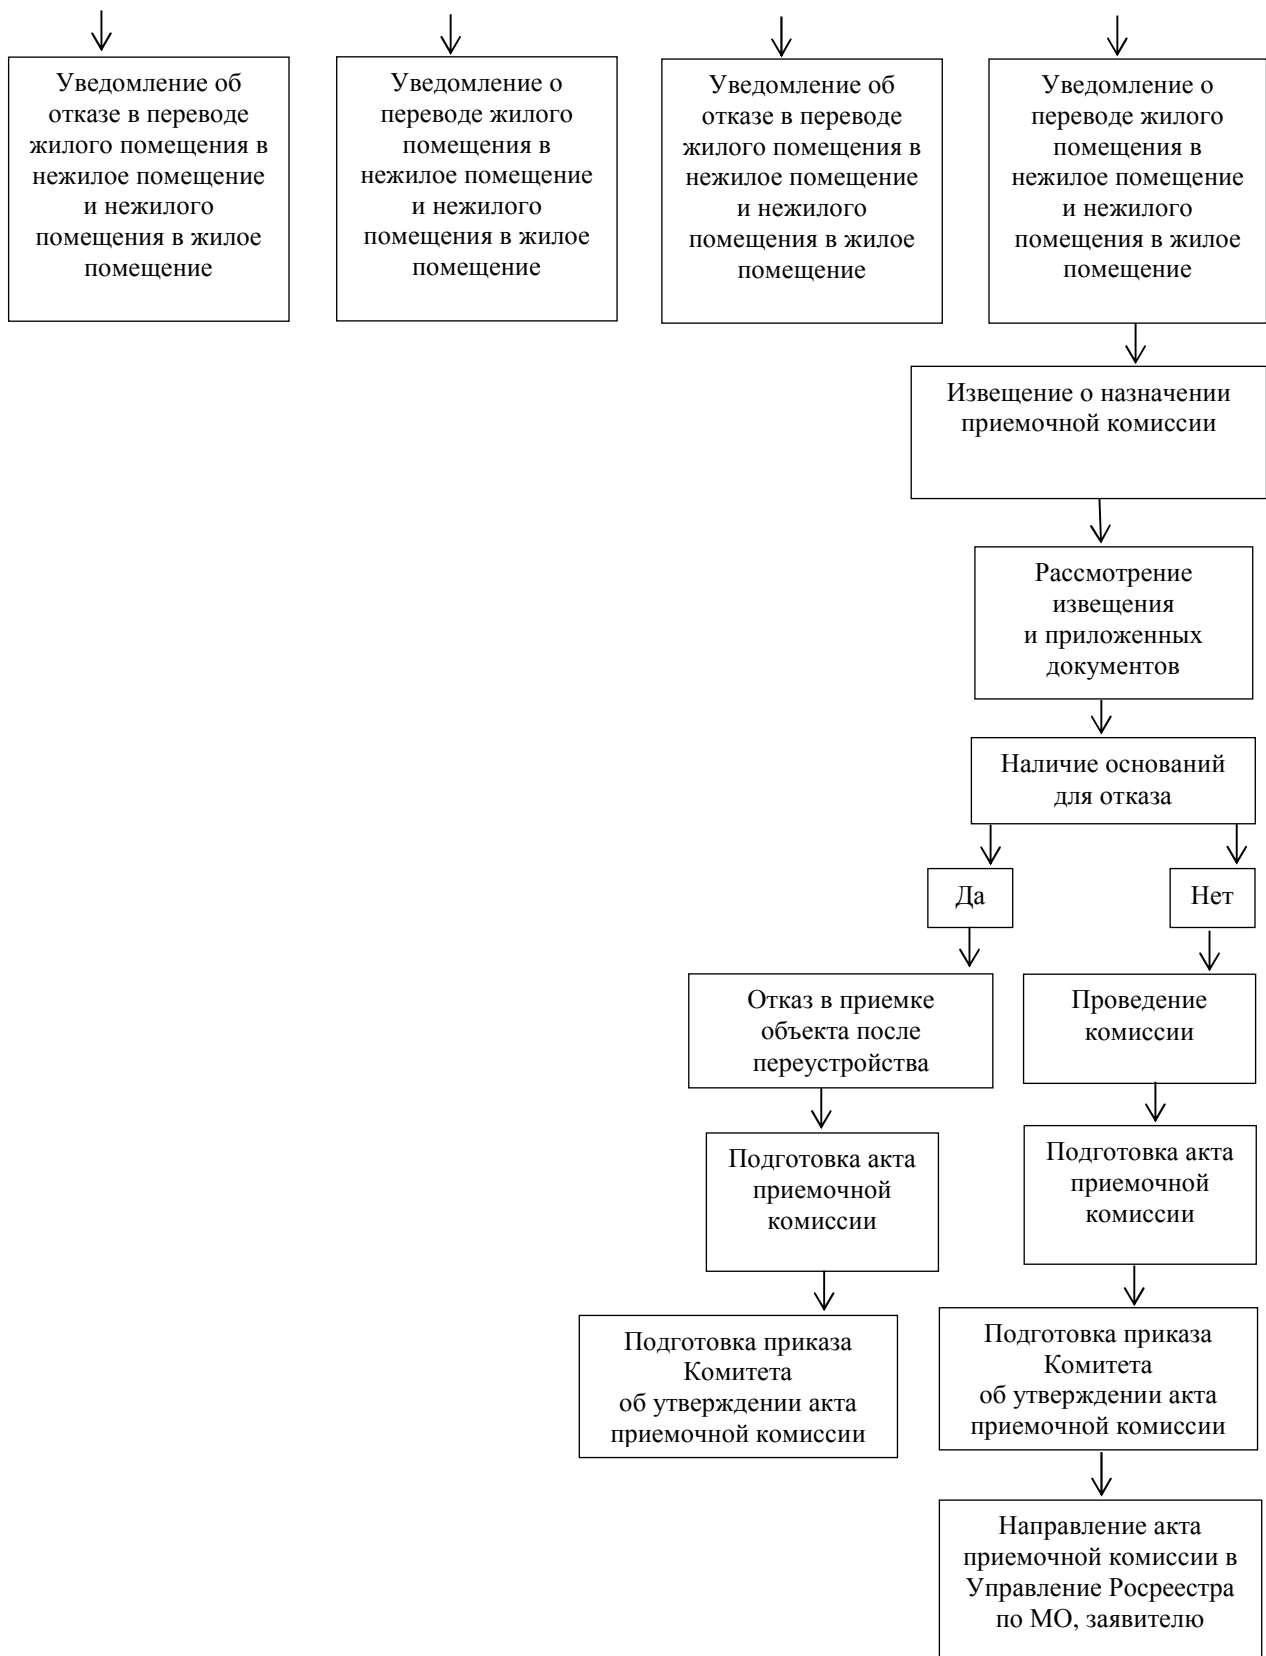 Уведомление об
отказе в переводе
жилого помещения в
нежилое помещение
и нежилого
помещения в жилое
помещение
Уведомление о
переводе жилого
помещения в
нежилое помещение
и нежилого
помещения в жилое
помещение
Уведомление об
отказе в переводе
жилого помещения в
нежилое помещение
и нежилого
помещения в жилое
помещение
Уведомление о
переводе жилого
помещения в
нежилое помещение
и нежилого
помещения в жилое
помещение
Извещение о назначении
приемочной комиссии
Рассмотрение
извещения
и приложенных
документов
Наличие оснований
для отказа
Да
Нет
Отказ в приемке
объекта после
переустройства
Проведение
комиссии
Подготовка акта
приемочной
комиссии
Подготовка акта
приемочной
комиссии
Подготовка приказа
Комитета
об утверждении акта
приемочной комиссии
Подготовка приказа
Комитета
об утверждении акта
приемочной комиссии
Направление акта
приемочной комиссии в
Управление Росреестра
по МО, заявителю